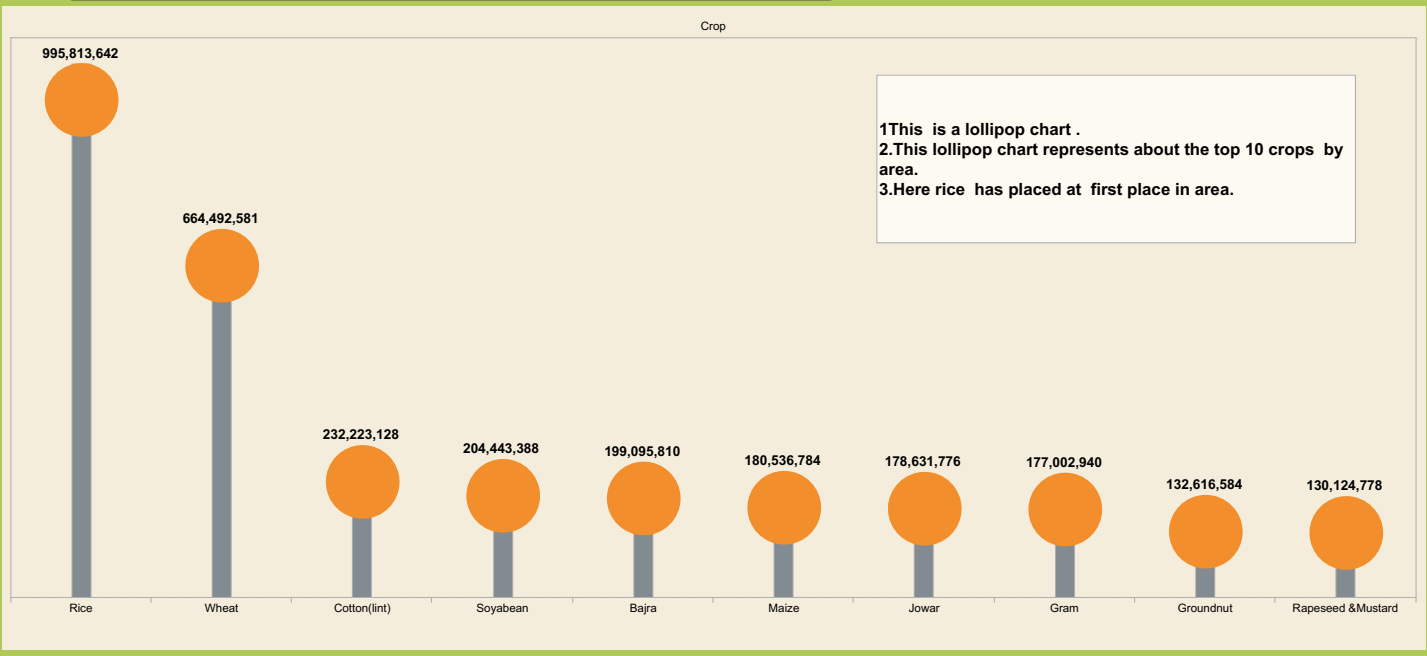 Crop
995,813,642
664,492,581
232,223,128
204,443,388
199,095,810
180,536,784
178,631,776
177,002,940
132,616,584
130,124,778
1This  is a lollipop chart .
2.This lollipop chart represents about the top 10 crops  by
area.
3.Here rice  has placed at  first place in area.
Rice
Wheat
Cotton(lint)
Soyabean
Bajra
Maize
Jowar
Gram
Groundnut
Rapeseed &Mustard